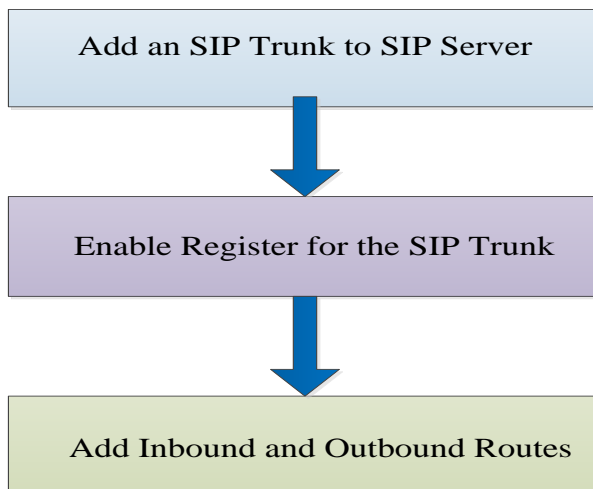 Add an SIP Trunk to SIP Server
Enable Register for the SIP Trunk
Add Inbound and Outbound Routes